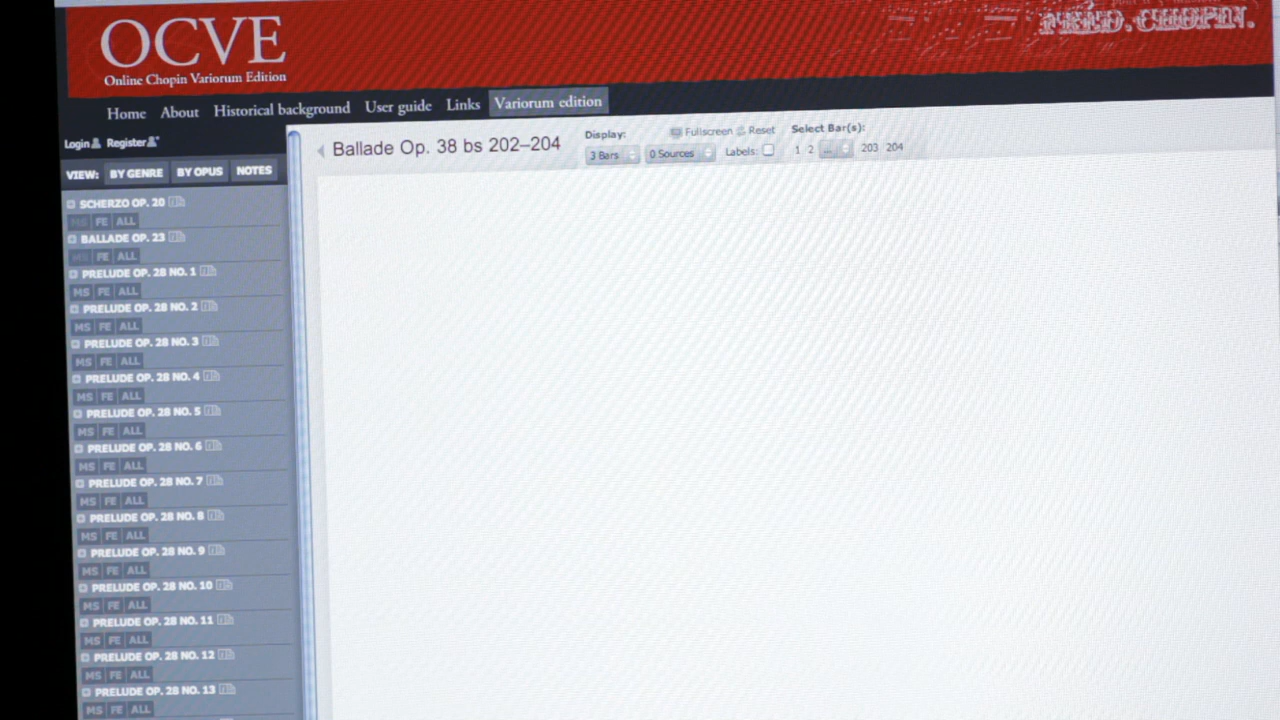 OCVE
Online Chopin Variorum Edition
FRÉD. CHOPIN.
Home About Historical background User guide Links Variorum edition
Login Register
VIEW: BY GENRE BY OPUS NOTES
Ballade Op. 38 bs 202–204
Display: Fullscreen Reset
3 Bars 0 Sources Labels:
Select Bar(s):
1 2 ... 203 204
SCHERZO OP. 20
MS FE ALL
BALLADE OP. 23
MS FE ALL
PRELUDE OP. 28 NO. 1
MS FE ALL
PRELUDE OP. 28 NO. 2
MS FE ALL
PRELUDE OP. 28 NO. 3
MS FE ALL
PRELUDE OP. 28 NO. 4
MS FE ALL
PRELUDE OP. 28 NO. 5
MS FE ALL
PRELUDE OP. 28 NO. 6
MS FE ALL
PRELUDE OP. 28 NO. 7
MS FE ALL
PRELUDE OP. 28 NO. 8
MS FE ALL
PRELUDE OP. 28 NO. 9
MS FE ALL
PRELUDE OP. 28 NO. 10
MS FE ALL
PRELUDE OP. 28 NO. 11
MS FE ALL
PRELUDE OP. 28 NO. 12
MS FE ALL
PRELUDE OP. 28 NO. 13
MS FE ALL